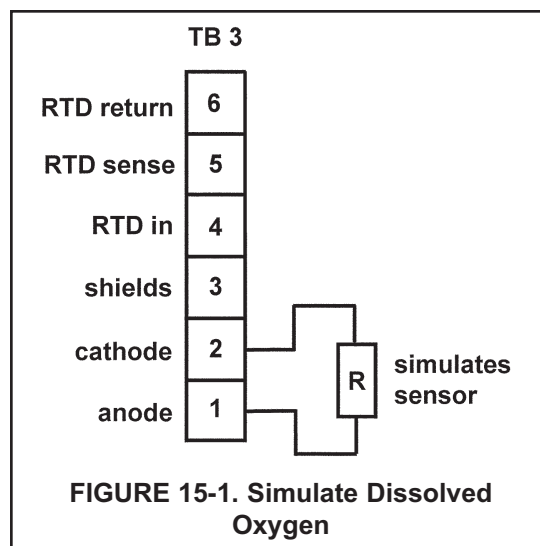 TB 3
RTD return 6
RTD sense 5
RTD in 4
shields 3
cathode 2
anode 1
R
simulates
sensor
FIGURE 15-1. Simulate Dissolved
Oxygen